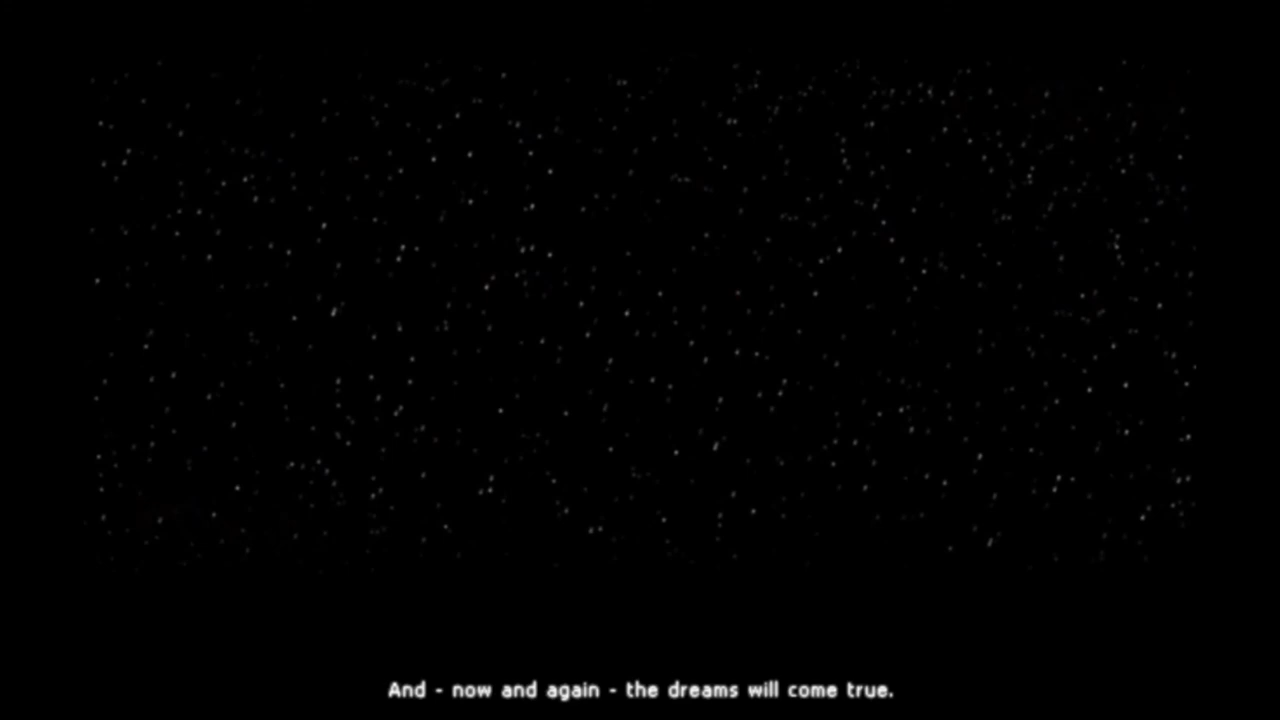 And - now and again - the dreams will come true.